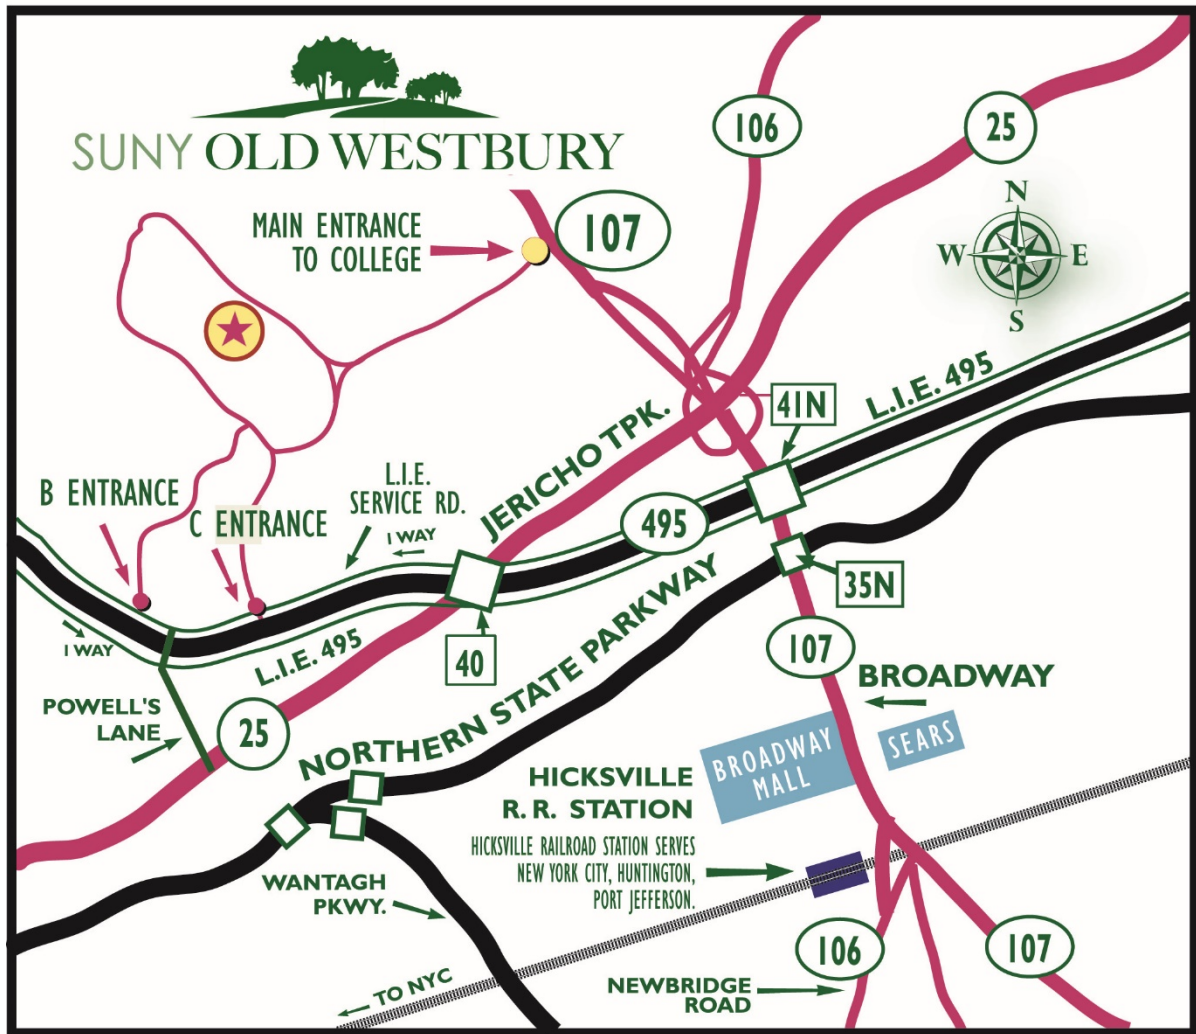 SUNY OLD WESTBURY
106
25
MAIN ENTRANCE
TO COLLEGE
107
N
W
E
S
41N
L.I.E. 495
JERICHO TPK.
B ENTRANCE
C ENTRANCE
L.I.E.
SERVICE RD.
1 WAY
495
35N
1 WAY
L.I.E. 495
40
NORTHERN STATE PARKWAY
107
BROADWAY
POWELL'S
LANE
25
BROADWAY
MALL
SEARS
HICKSVILLE
R.R. STATION
HICKSVILLE RAILROAD STATION SERVES
NEW YORK CITY, HUNTINGTON,
PORT JEFFERSON.
WANTAGH
PKWY.
106
107
NEWBRIDGE
ROAD
TO NYC